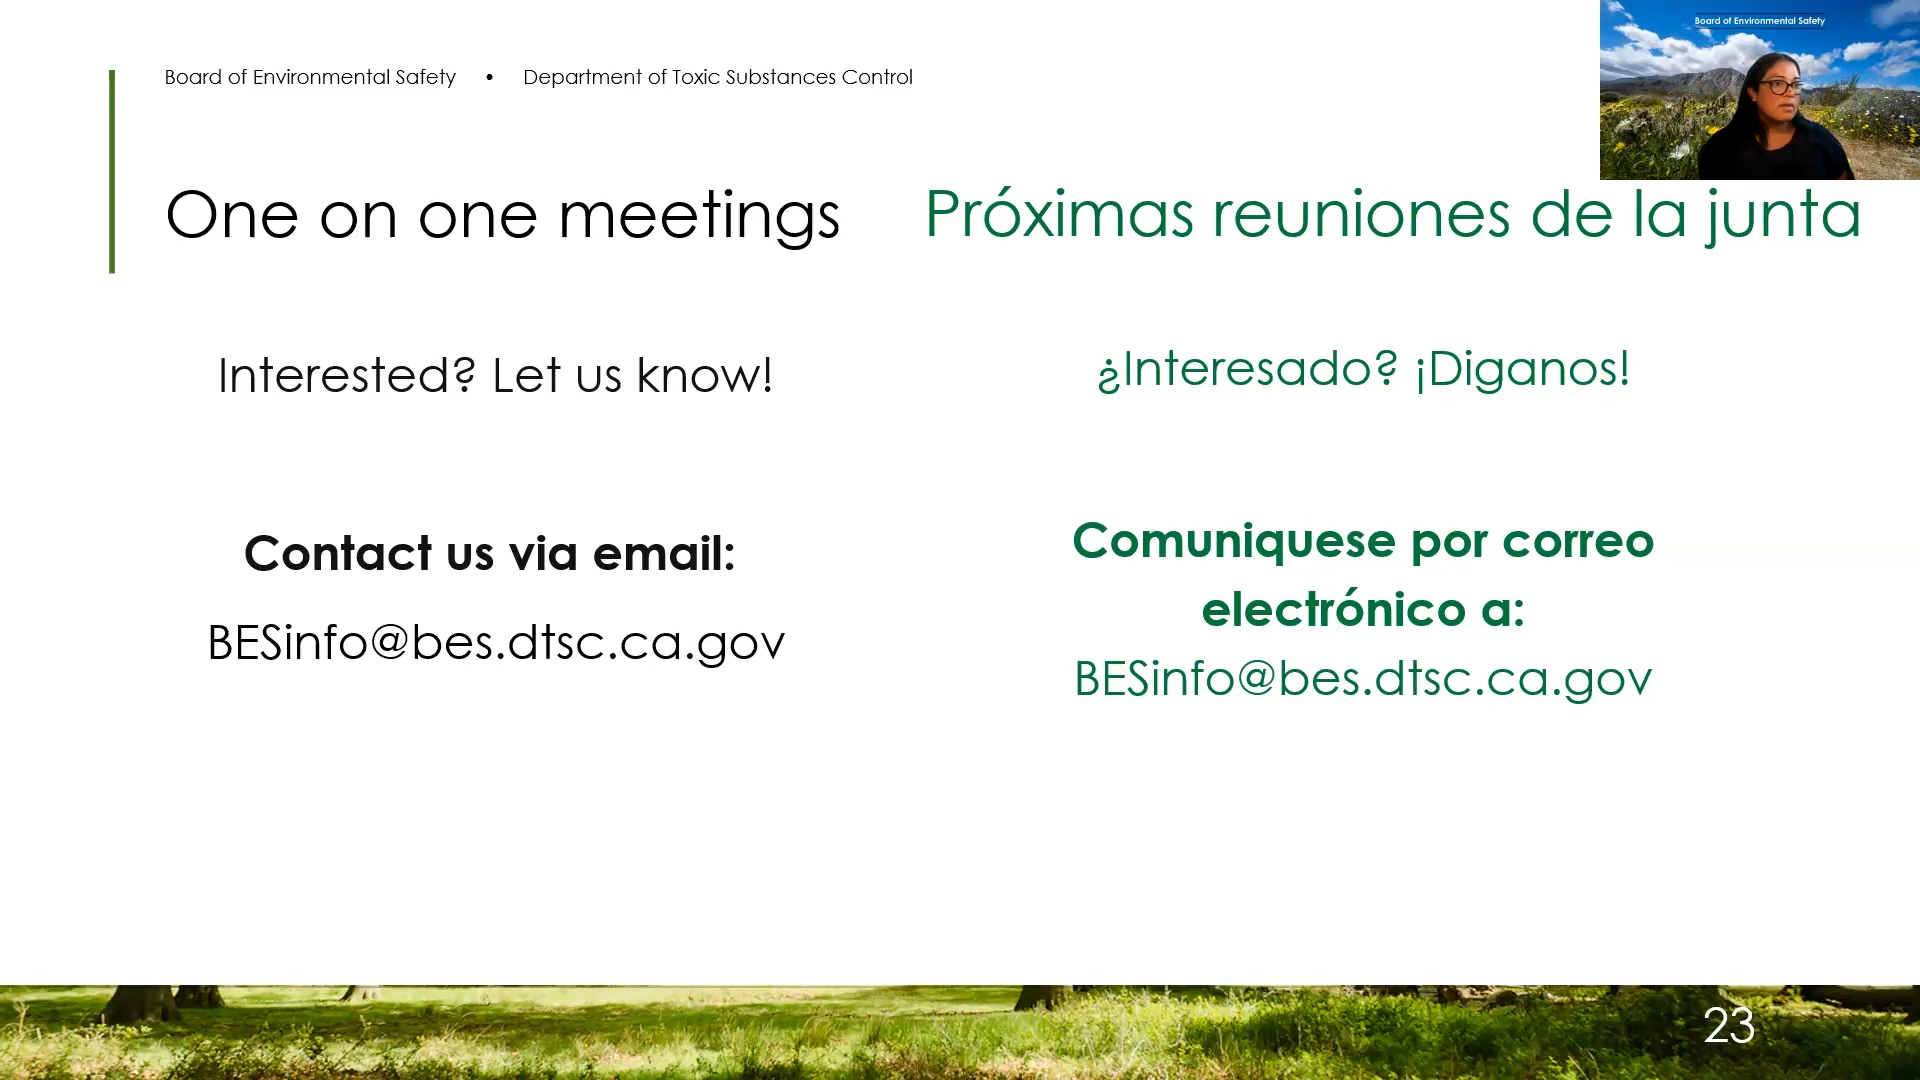 Board of Environmental Safety
Board of Environmental Safety • Department of Toxic Substances Control
One on one meetings
Interested? Let us know!
Contact us via email:
BESinfo@bes.dtsc.ca.gov
Próximas reuniones de la junta
¿Interesado? ¡Diganos!
Comuniquese por correo
electrónico a:
BESinfo@bes.dtsc.ca.gov
23